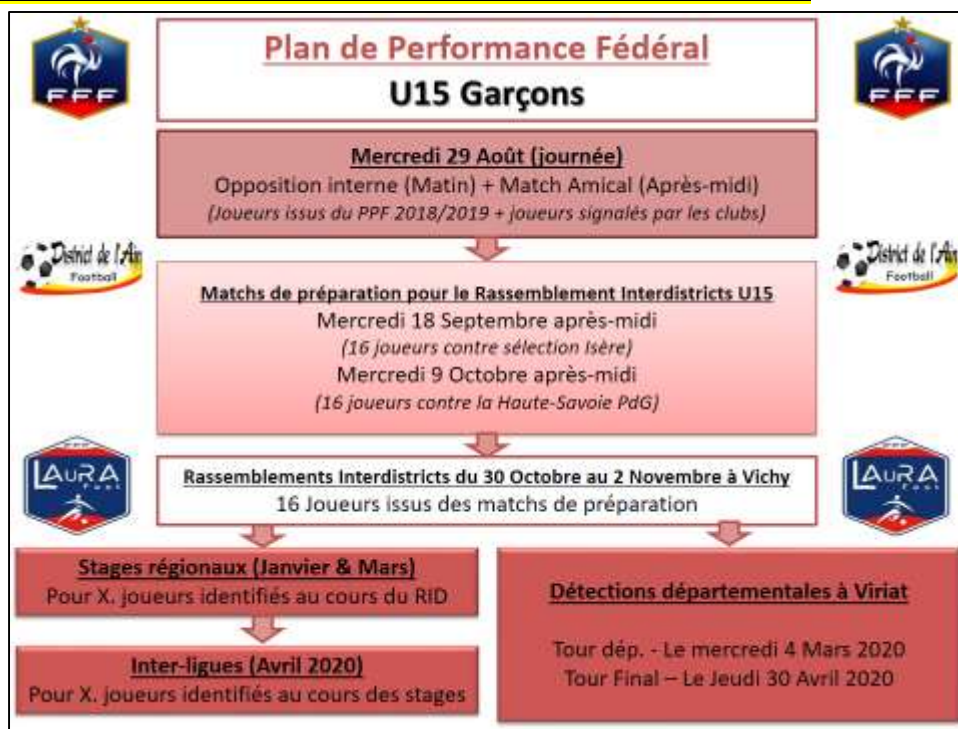 Plan de Performance Fédéral
U15 Garçons
FFF
FFF
Mercredi 29 Août (journée)
Opposition interne (Matin) + Match Amical (Après-midi)
(Joueurs issus du PPF 2018/2019 + joueurs signalés par les clubs)
District de l'Ain
Football
District de l'Ain
Football
Matchs de préparation pour le Rassemblement Interdistricts U15
Mercredi 18 Septembre après-midi
(16 joueurs contre sélection Isère)
Mercredi 9 Octobre après-midi
(16 joueurs contre la Haute-Savoie PdG)
FFF
LAURA
Foot
FFF
LAURA
Foot
Rassemblements Interdistricts du 30 Octobre au 2 Novembre à Vichy
16 Joueurs issus des matchs de préparation
Stages régionaux (Janvier & Mars)
Pour X. joueurs identifiés au cours du RID
Inter-ligues (Avril 2020)
Pour X. joueurs identifiés au cours des stages
Détections départementales à Viriat
Tour dép. - Le mercredi 4 Mars 2020
Tour Final – Le Jeudi 30 Avril 2020